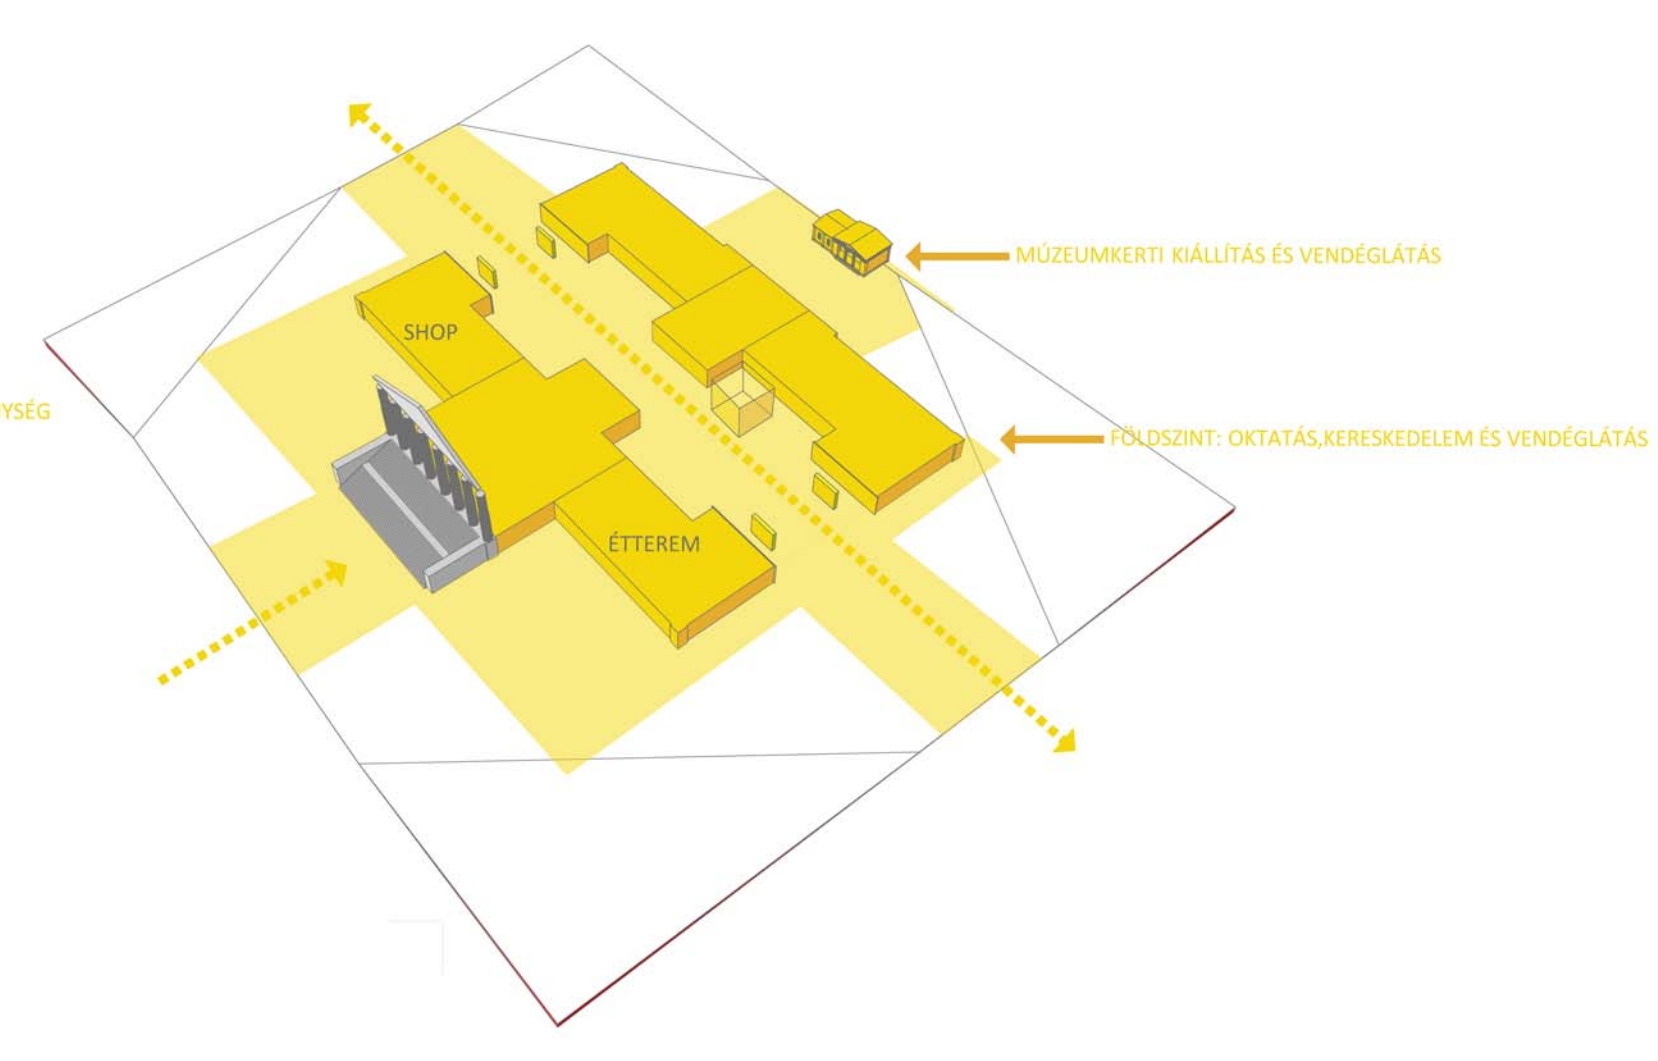 MÚZEUMKERTI KIÁLLÍTÁS ÉS VENDÉGLÁTÁS
SHOP
YSÉG
FÖLDSZINT: OKTATÁS,KERESKEDELEM ÉS VENDÉGLÁTÁS
ÉTTEREM